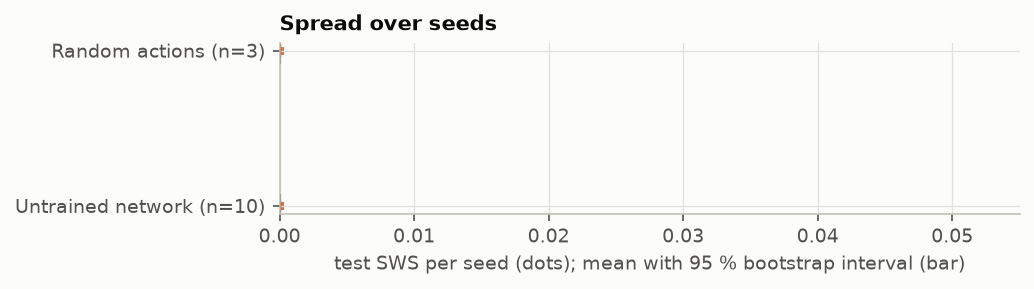 Spread over seeds
Random actions (n=3)
Untrained network (n=10)
0.00 0.01 0.02 0.03 0.04 0.05
test SWS per seed (dots); mean with 95 % bootstrap interval (bar)